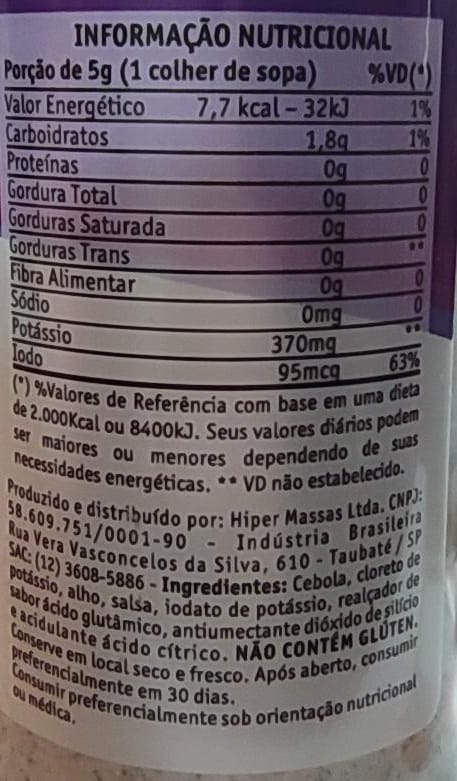 INFORMAÇÃO NUTRICIONAL
Porção de 5g (1 colher de sopa) %VD(*)
Valor Energético 7,7 kcal – 32kJ 1%
Carboidratos 1,8g 1%
Proteínas 0g 0
Gordura Total 0g 0
Gorduras Saturada 0g 0
Gorduras Trans 0g **
Fibra Alimentar 0g 0
Sódio 0mg 0
Potássio 370mg **
Iodo 95mcg 63%
(*) %Valores de Referência com base em uma dieta
de 2.000Kcal ou 8400kJ. Seus valores diários podem
ser maiores ou menores dependendo de suas
necessidades energéticas. ** VD não estabelecido.
Produzido e distribuído por: Hiper Massas Ltda. CNPJ:
58.609.751/0001-90 - Indústria Brasileira
Rua Vera Vasconcelos da Silva, 610 - Taubaté/SP
SAC: (12) 3608-5886 - Ingredientes: Cebola, cloreto de
potássio, alho, salsa, iodato de potássio, realçador de
sabor ácido glutâmico, antiumectante dióxido de silício
e acidulante ácido cítrico. NÃO CONTÉM GLÚTEN.
Conserve em local seco e fresco. Após aberto, consumir
preferencialmente em 30 dias.
Consumir preferencialmente sob orientação nutricional
ou médica.